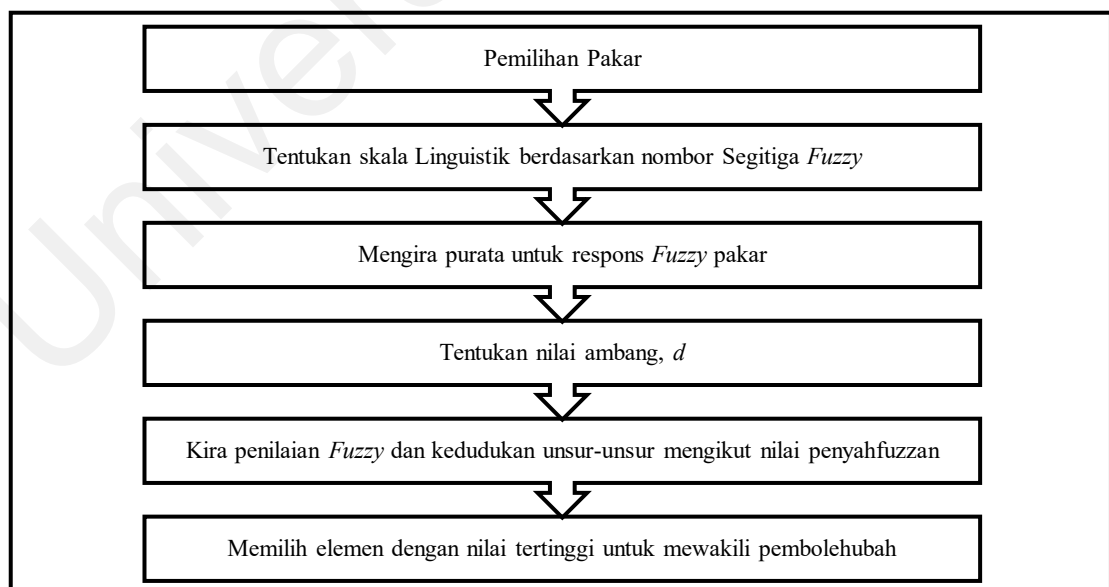 Univer
Pemilihan Pakar
Tentukan skala Linguistik berdasarkan nombor Segitiga Fuzzy
Mengira purata untuk respons Fuzzy pakar
Tentukan nilai ambang, d
Kira penilaian Fuzzy dan kedudukan unsur-unsur mengikut nilai penyahfuzzan
Memilih elemen dengan nilai tertinggi untuk mewakili pembolehubah